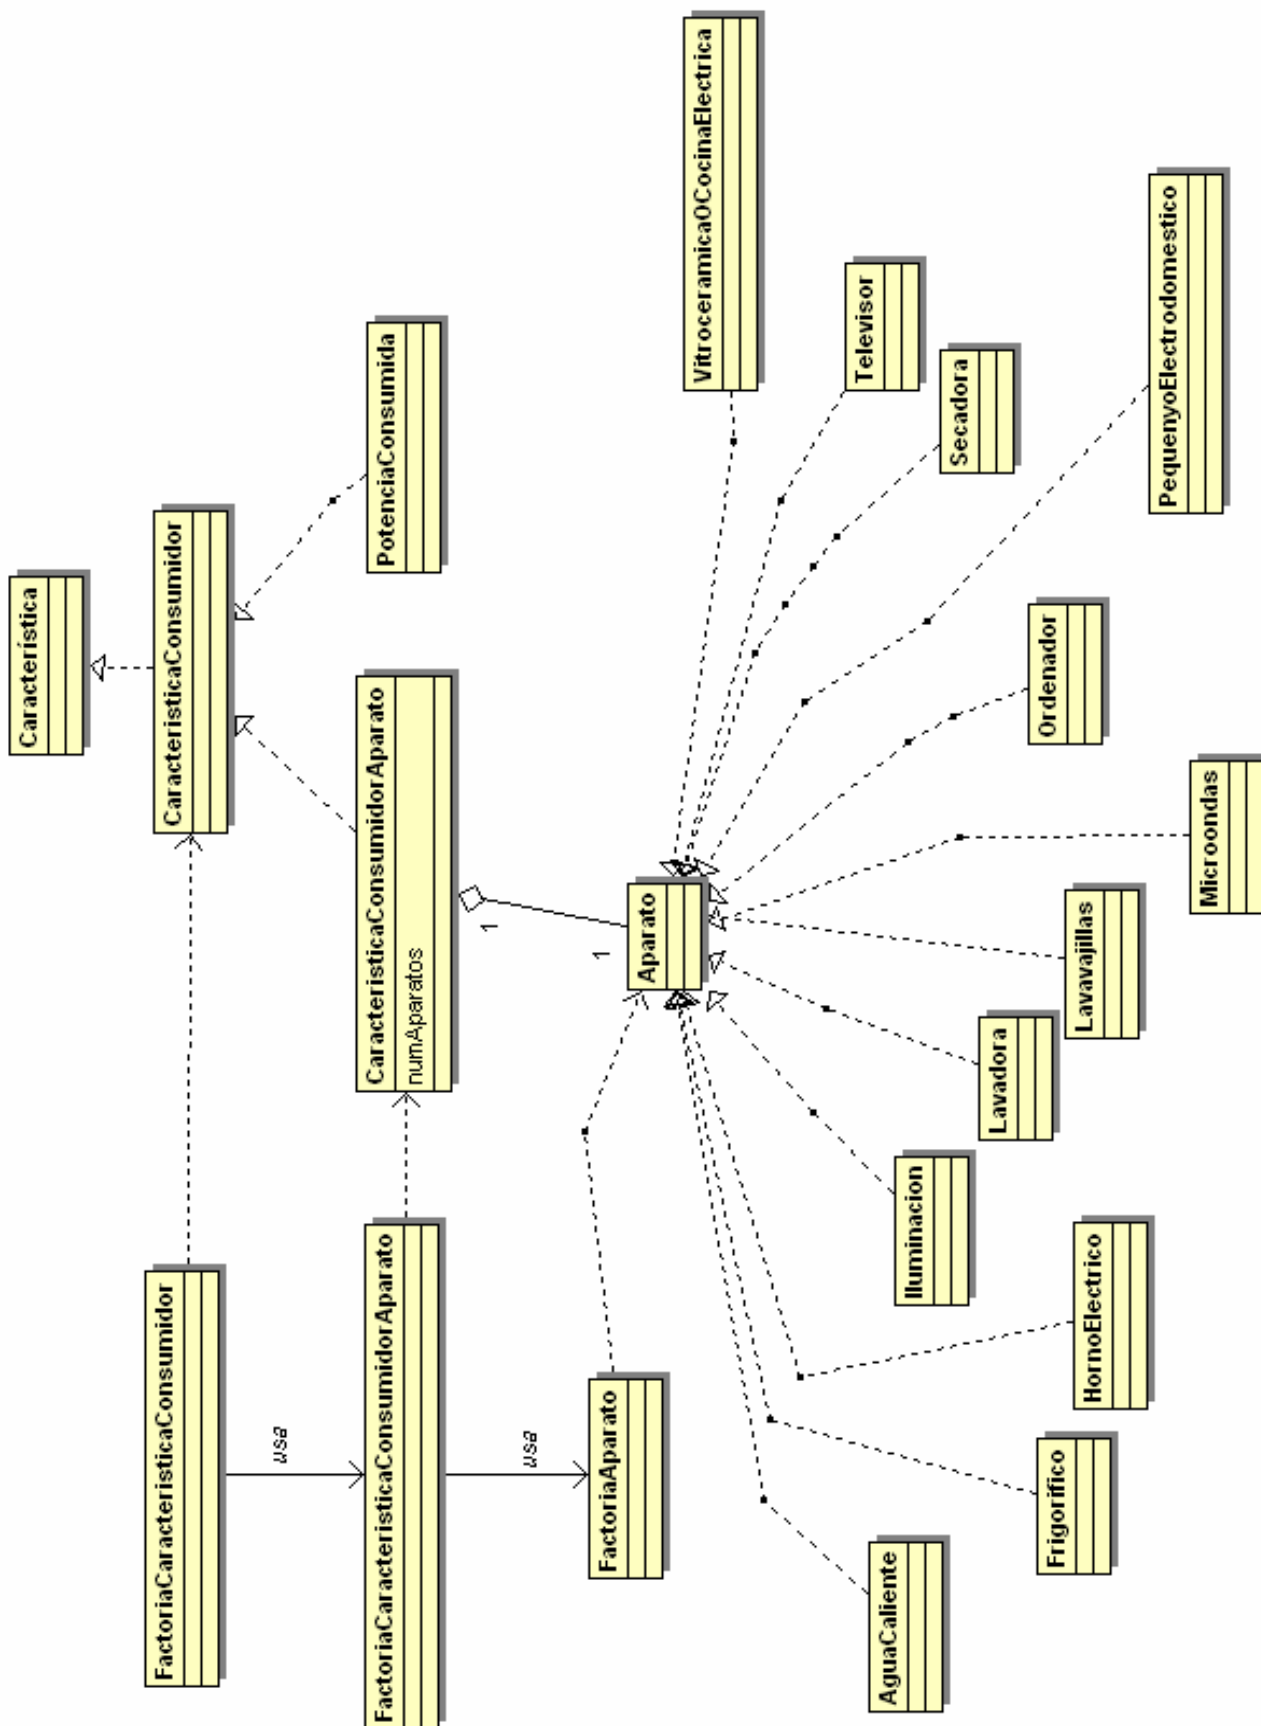 FactoriaCaracteristicaConsumidor
CaracteristicaConsumidor
Característica
usa
FactoriaCaracteristicaConsumidorAparato
CaracteristicaConsumidorAparato
numAparatos
PotenciaConsumida
usa
1
1
FactoriaAparato
Aparato
VitroceramicaOCocinaElectrica
AguaCaliente
Frigorifico
HornoElectrico
Iluminacion
Lavadora
Lavavajillas
Microondas
Ordenador
PequenyoElectrodomestico
Secadora
Televisor